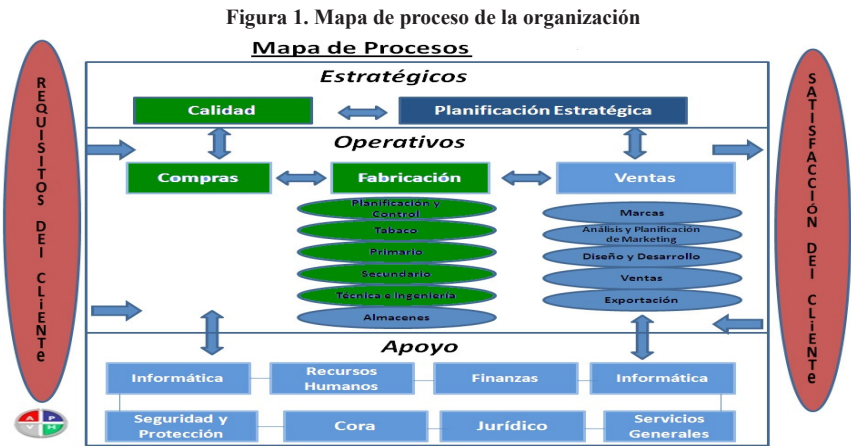 Figura 1. Mapa de proceso de la organización
Mapa de Procesos
REQUISITOS DEl CLiENTe
Estratégicos
Calidad
Planificación Estratégica
Operativos
Compras
Fabricación
Ventas
Planificación y
Control
Tabaco
Primario
Secundario
Técnica e Ingeniería
Almacenes
Marcas
Análisis y Planificación
de Marketing
Diseño y Desarrollo
Ventas
Exportación
Apoyo
Informática
Recursos
Humanos
Finanzas
Informática
Seguridad y
Protección
Cora
Jurídico
Servicios
Generales
SATISFACCIÓN DEl CLiENTe
A P
V H